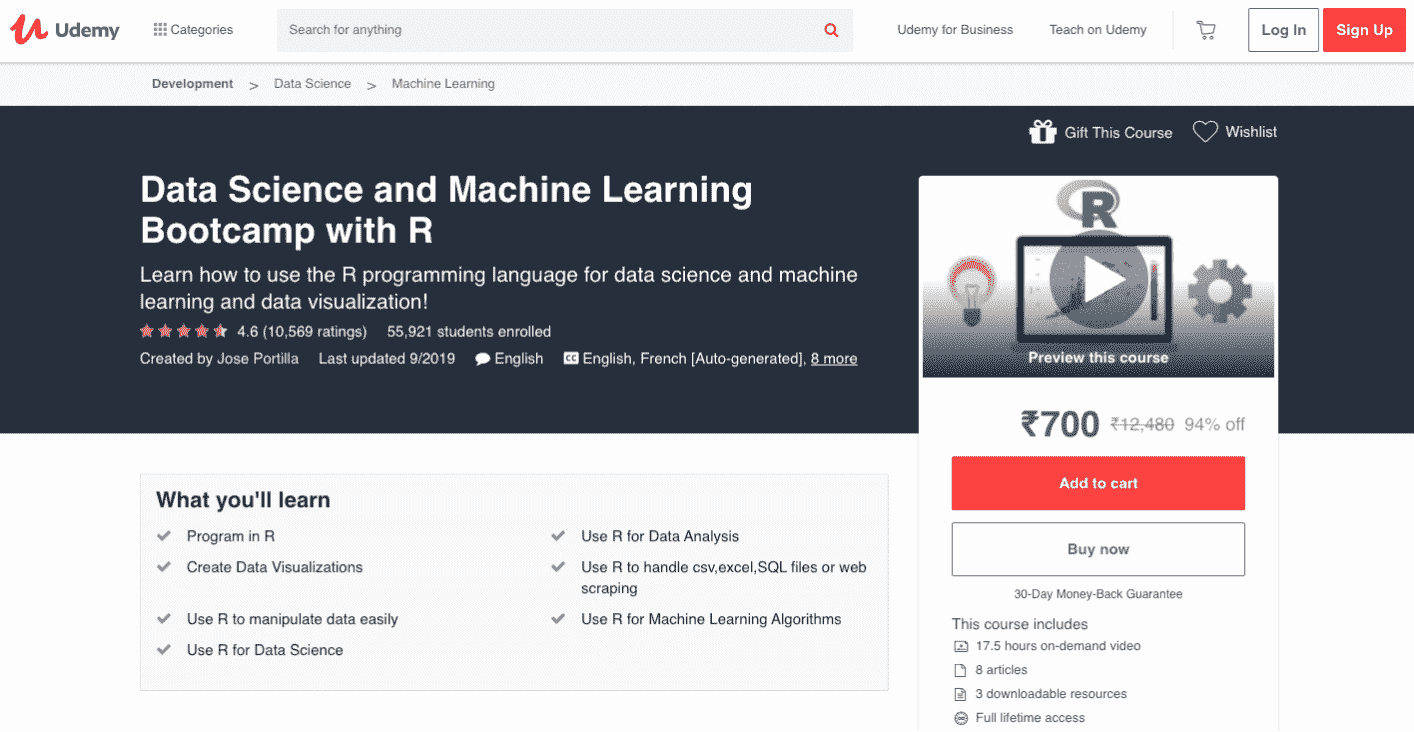 Udemy
Categories
Search for anything
Udemy for Business
Teach on Udemy
Log In
Sign Up
Development > Data Science > Machine Learning
Gift This Course
Wishlist
Data Science and Machine Learning
Bootcamp with R
Learn how to use the R programming language for data science and machine
learning and data visualization!
4.6 (10,569 ratings) 55,921 students enrolled
Created by Jose Portilla Last updated 9/2019 English CC English, French [Auto-generated], 8 more
R
Preview this course
₹700 ₹12,480 94% off
Add to cart
Buy now
30-Day Money-Back Guarantee
This course includes
17.5 hours on-demand video
8 articles
3 downloadable resources
Full lifetime access
What you'll learn
Program in R
Use R for Data Analysis
Create Data Visualizations
Use R to handle csv,excel,SQL files or web
scraping
Use R to manipulate data easily
Use R for Machine Learning Algorithms
Use R for Data Science